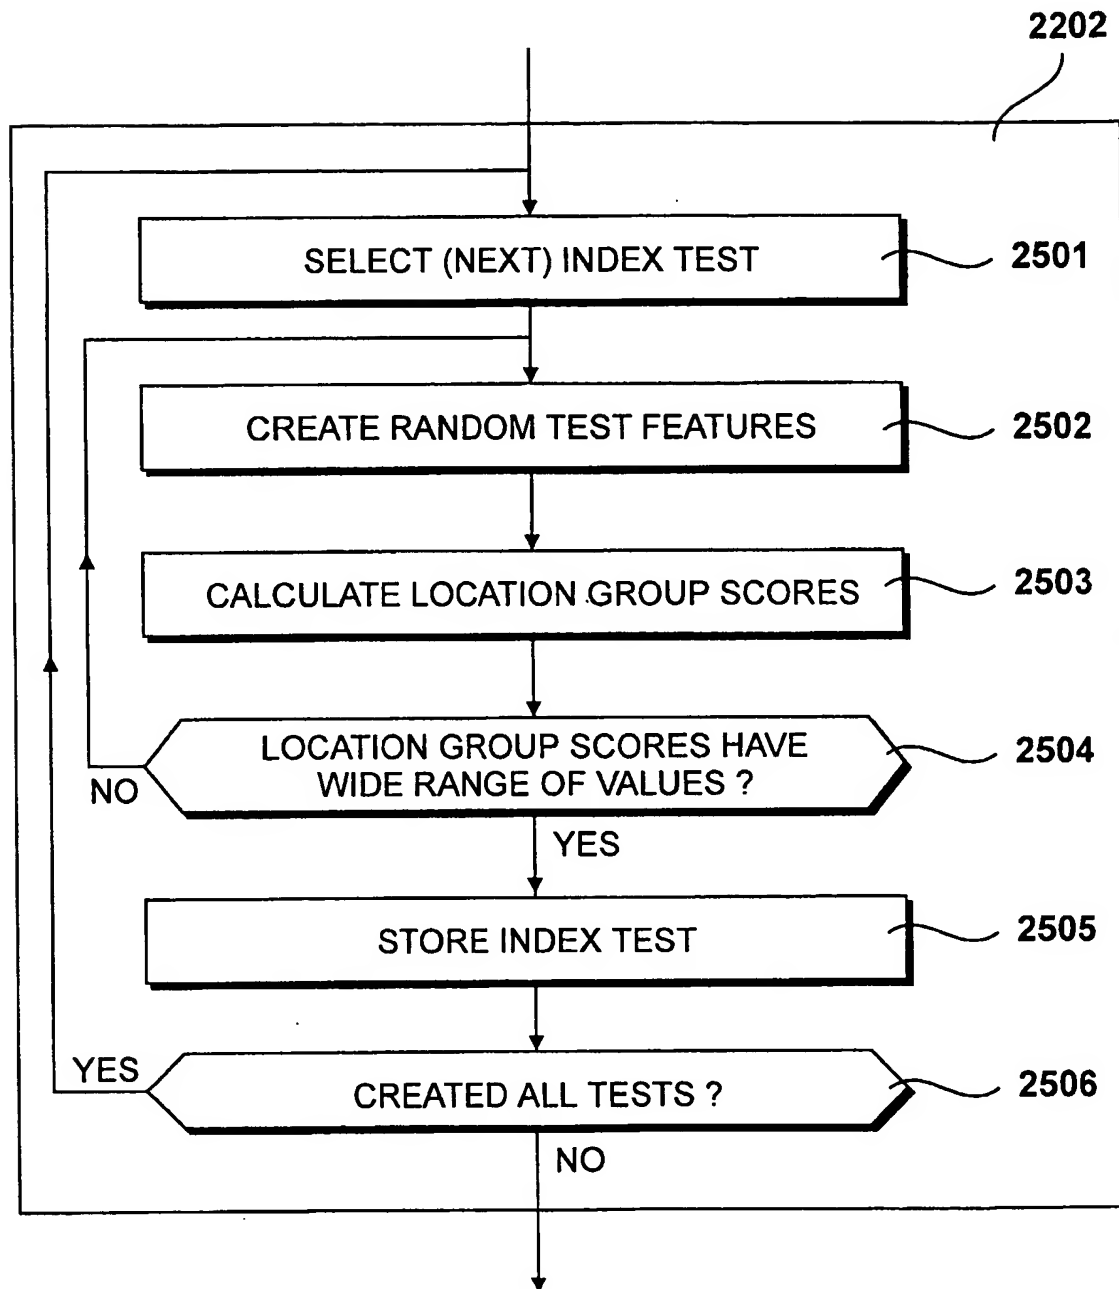 2202
SELECT (NEXT) INDEX TEST
2501
CREATE RANDOM TEST FEATURES
2502
CALCULATE LOCATION GROUP SCORES
2503
LOCATION GROUP SCORES HAVE
WIDE RANGE OF VALUES ?
2504
NO
YES
STORE INDEX TEST
2505
YES
CREATED ALL TESTS ?
2506
NO